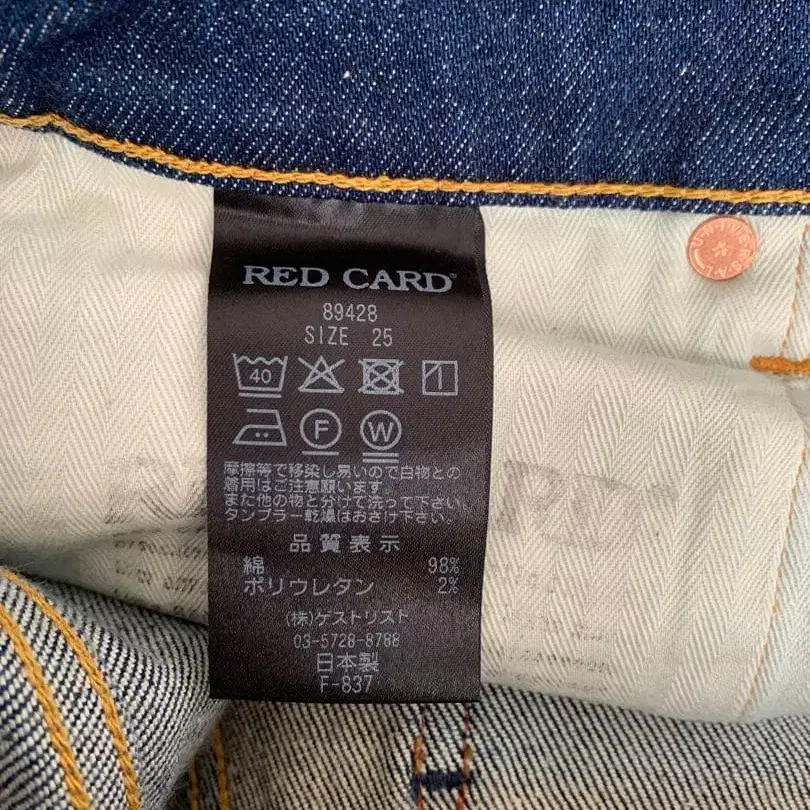 RED CARD®
89428
SIZE 25
40
F W
摩擦等で移染し易いので白物との
着用はご注意願います。
また他の物と分けて洗って下さい。
タンブラー乾燥はおさけ下さい。
品質表示
綿 98%
ポリウレタン 2%
(株)ゲストリスト
03-5728-8788
日本製
F-837
UNIVERSAL